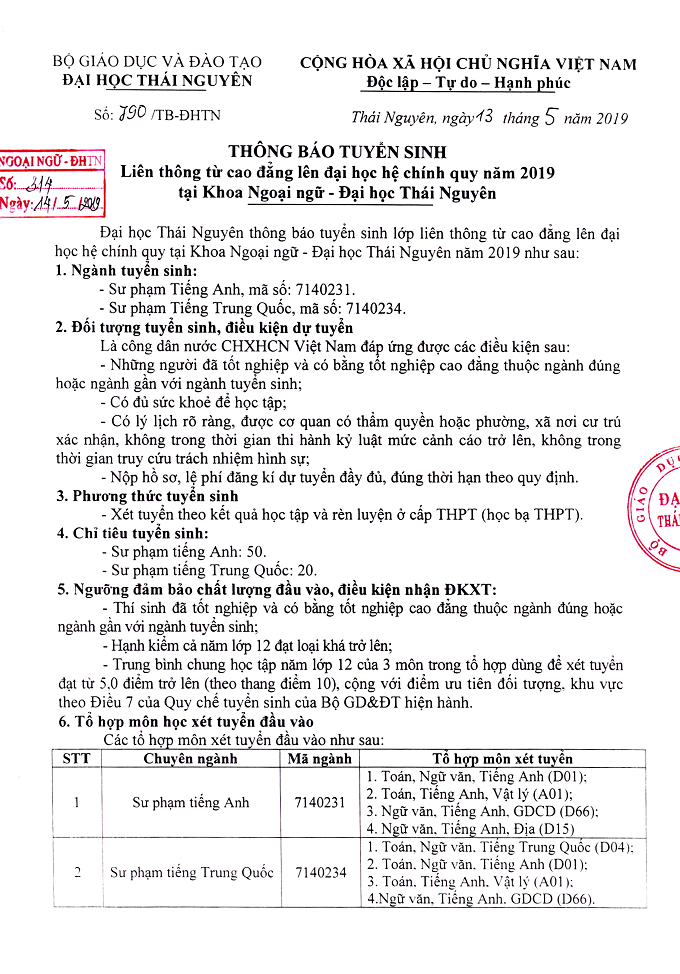 BỘ GIÁO DỤC VÀ ĐÀO TẠO
ĐẠI HỌC THÁI NGUYÊN
Số: 790 /TB-ĐHTN
CỘNG HÒA XÃ HỘI CHỦ NGHĨA VIỆT NAM
Độc lập – Tự do – Hạnh phúc
Thái Nguyên, ngày 13 tháng 5 năm 2019
NGOẠI NGỮ - ĐHTN
Số: 314
Ngày: 14/ 5 /2019
THÔNG BÁO TUYỂN SINH
Liên thông từ cao đẳng lên đại học hệ chính quy năm 2019
tại Khoa Ngoại ngữ - Đại học Thái Nguyên
Đại học Thái Nguyên thông báo tuyển sinh lớp liên thông từ cao đẳng lên đại
học hệ chính quy tại Khoa Ngoại ngữ - Đại học Thái Nguyên năm 2019 như sau:
1. Ngành tuyển sinh:
- Sư phạm Tiếng Anh, mã số: 7140231.
- Sư phạm Tiếng Trung Quốc, mã số: 7140234.
2. Đối tượng tuyển sinh, điều kiện dự tuyển
Là công dân nước CHXHCN Việt Nam đáp ứng được các điều kiện sau:
- Những người đã tốt nghiệp và có bằng tốt nghiệp cao đẳng thuộc ngành đúng
hoặc ngành gần với ngành tuyển sinh;
- Có đủ sức khoẻ để học tập;
- Có lý lịch rõ ràng, được cơ quan có thẩm quyền hoặc phường, xã nơi cư trú
xác nhận, không trong thời gian thi hành kỷ luật mức cảnh cáo trở lên, không trong
thời gian truy cứu trách nhiệm hình sự;
- Nộp hồ sơ, lệ phí đăng kí dự tuyển đầy đủ, đúng thời hạn theo quy định.
3. Phương thức tuyển sinh
- Xét tuyển theo kết quả học tập và rèn luyện ở cấp THPT (học bạ THPT).
4. Chỉ tiêu tuyển sinh:
- Sư phạm tiếng Anh: 50.
- Sư phạm tiếng Trung Quốc: 20.
BỘ GIÁO DỤC
ĐẠ
THÁ
5. Ngưỡng đảm bảo chất lượng đầu vào, điều kiện nhận ĐKXT:
- Thí sinh đã tốt nghiệp và có bằng tốt nghiệp cao đẳng thuộc ngành đúng hoặc
ngành gần với ngành tuyển sinh;
- Hạnh kiểm cả năm lớp 12 đạt loại khá trở lên;
- Trung bình chung học tập năm lớp 12 của 3 môn trong tổ hợp dùng để xét tuyển
đạt từ 5,0 điểm trở lên (theo thang điểm 10), cộng với điểm ưu tiên đối tượng, khu vực
theo Điều 7 của Quy chế tuyển sinh của Bộ GD&ĐT hiện hành.
6. Tổ hợp môn học xét tuyển đầu vào
Các tổ hợp môn xét tuyển đầu vào như sau:
STT Chuyên ngành Mã ngành Tổ hợp môn xét tuyển
1 Sư phạm tiếng Anh 7140231
1. Toán, Ngữ văn, Tiếng Anh (D01);
2. Toán, Tiếng Anh, Vật lý (A01);
3. Ngữ văn, Tiếng Anh, GDCD (D66);
4. Ngữ văn, Tiếng Anh, Địa (D15)
2 Sư phạm tiếng Trung Quốc 7140234
1. Toán, Ngữ văn, Tiếng Trung Quốc (D04);
2. Toán, Ngữ văn, Tiếng Anh (D01);
3. Toán, Tiếng Anh, Vật lý (A01);
4.Ngữ văn, Tiếng Anh, GDCD (D66).